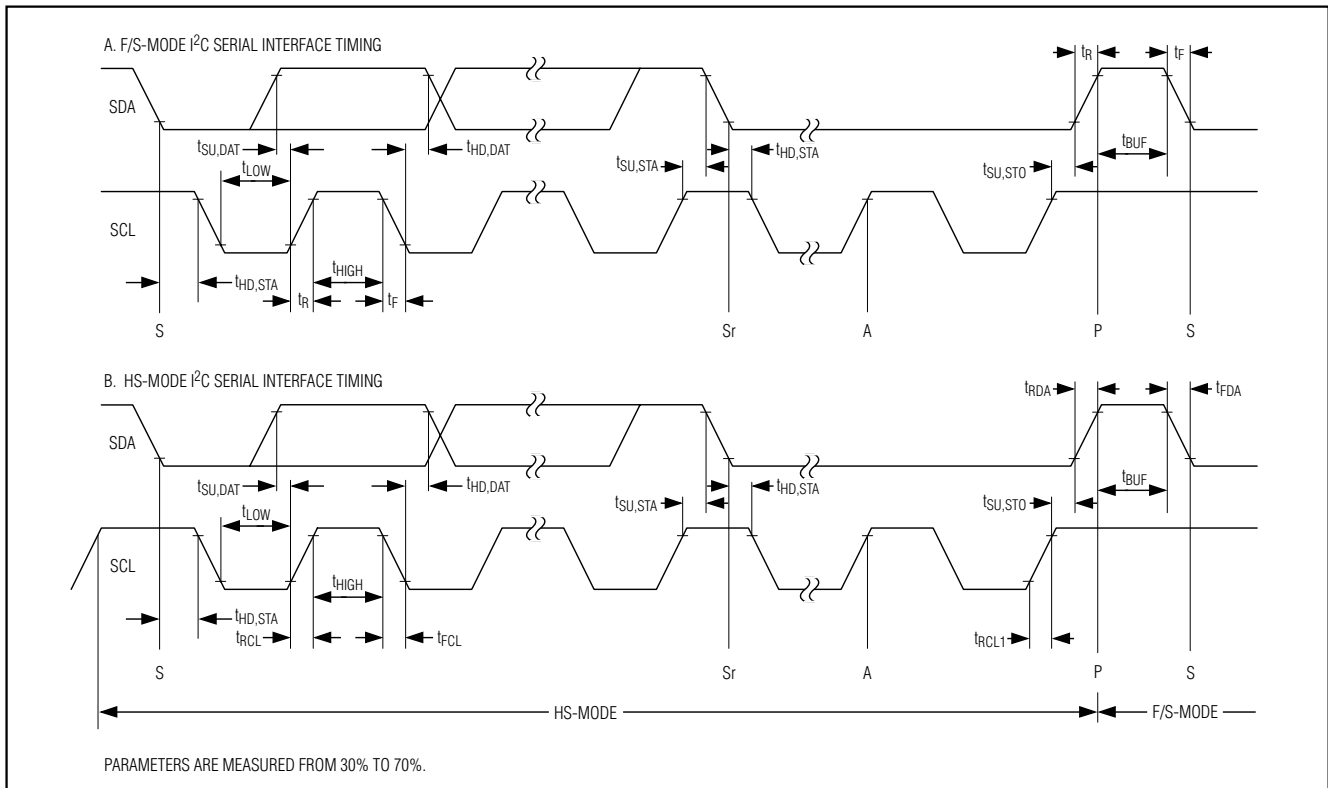 A. F/S-MODE I²C SERIAL INTERFACE TIMING
tR
tF
SDA
tSU,DAT
tHD,DAT
tHD,STA
tBUF
tLOW
tSU,STA
tSU,STO
SCL
tHIGH
tHD,STA
tR
tF
S
Sr
A
P
S
B. HS-MODE I²C SERIAL INTERFACE TIMING
tRDA
tFDA
SDA
tSU,DAT
tHD,DAT
tHD,STA
tBUF
tLOW
tSU,STA
tSU,STO
SCL
tHIGH
tHD,STA
tRCL
tFCL
tRCL1
S
Sr
A
P
S
HS-MODE
F/S-MODE
PARAMETERS ARE MEASURED FROM 30% TO 70%.